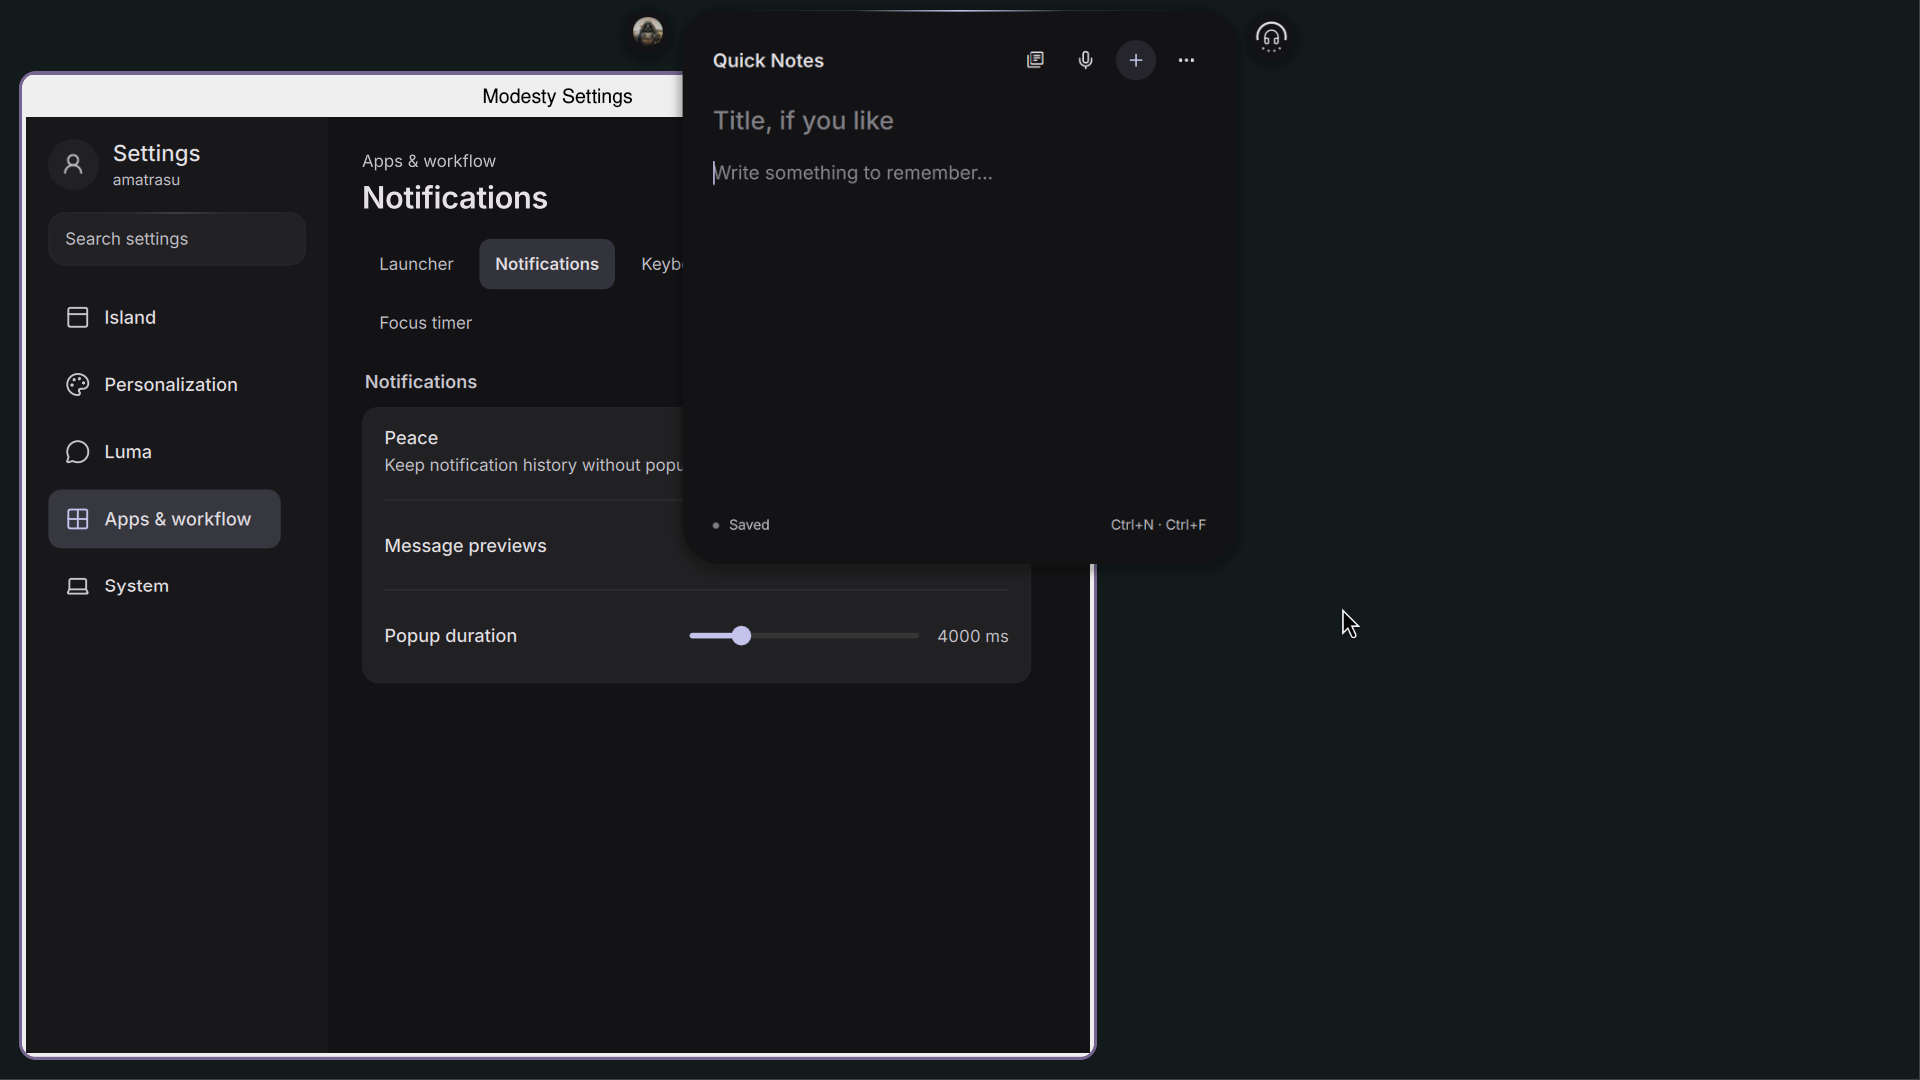 Modesty Settings
Settings
amatrasu
Search settings
Island
Personalization
Luma
Apps & workflow
System
Apps & workflow
Notifications
Launcher
Notifications
Keyb
Focus timer
Notifications
Peace
Keep notification history without popu
Message previews
Popup duration
4000 ms
Quick Notes
Title, if you like
Write something to remember...
Saved
Ctrl+N · Ctrl+F